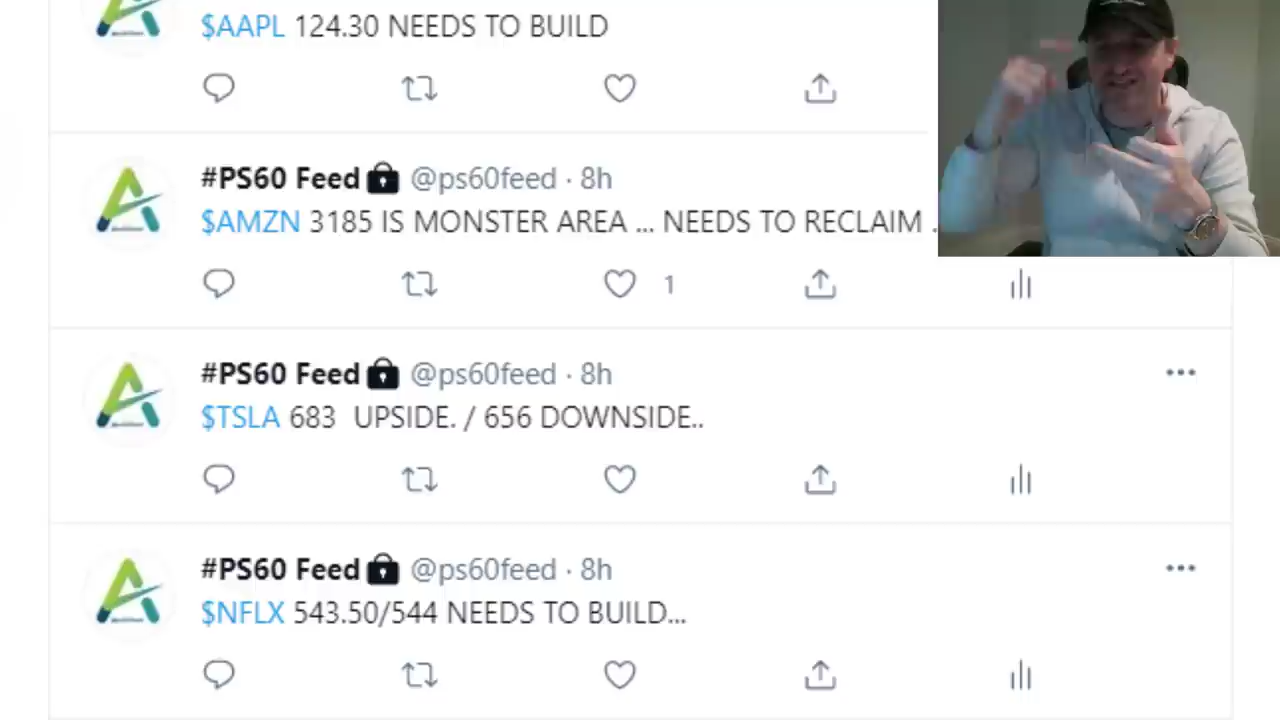 $AAPL 124.30 NEEDS TO BUILD
#PS60 Feed @ps60feed · 8h
$AMZN 3185 IS MONSTER AREA ... NEEDS TO RECLAIM .
1
#PS60 Feed @ps60feed · 8h
$TSLA 683 UPSIDE. / 656 DOWNSIDE..
#PS60 Feed @ps60feed · 8h
$NFLX 543.50/544 NEEDS TO BUILD...